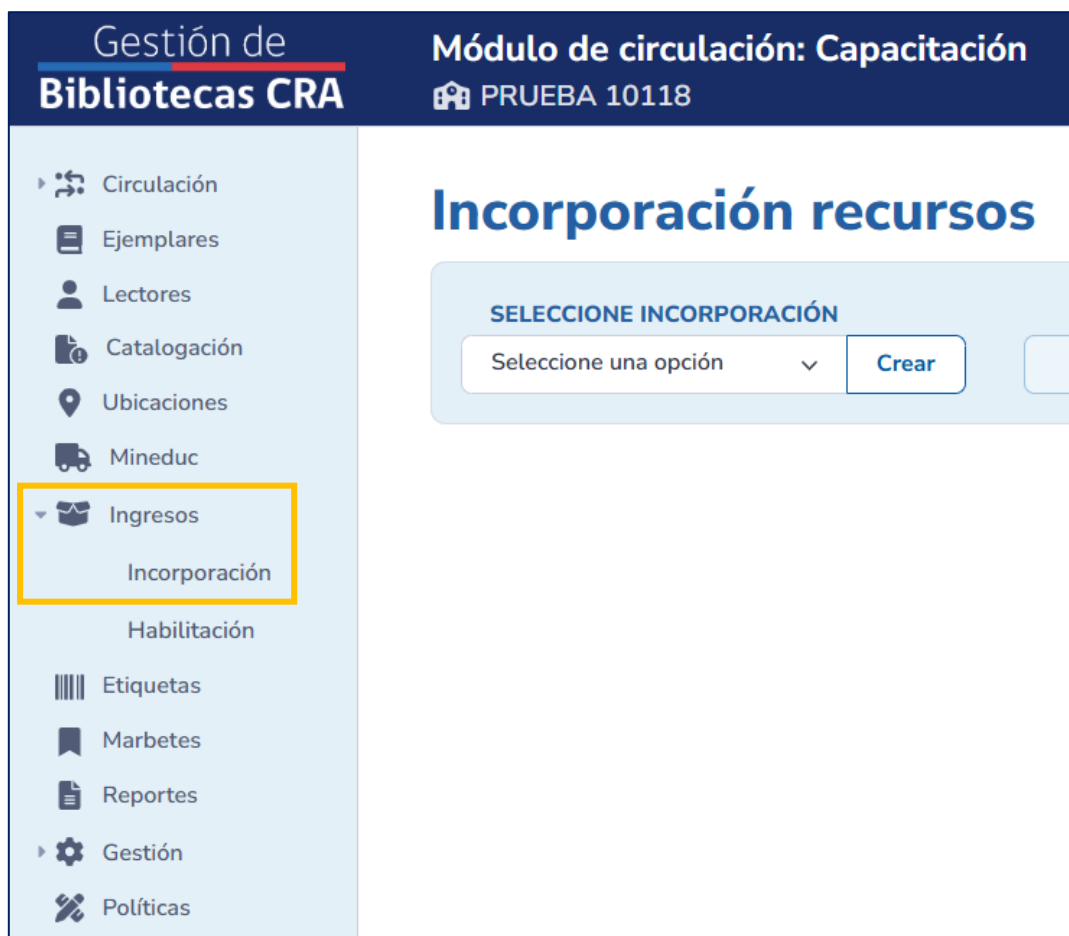 Gestión de
Bibliotecas CRA
Módulo de circulación: Capacitación
PRUEBA 10118
Circulación
Ejemplares
Lectores
Catalogación
Ubicaciones
Mineduc
Ingresos
Incorporación
Habilitación
Etiquetas
Marbetes
Reportes
Gestión
Políticas
Incorporación recursos
SELECCIONE INCORPORACIÓN
Seleccione una opción
Crear